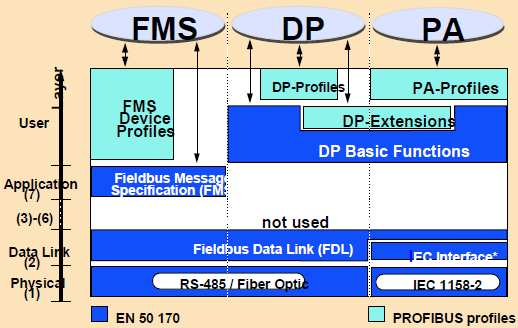 FMS
DP
PA
Layer
User
FMS
Device
Profiles
DP-Profiles
PA-Profiles
DP-Extensions
DP Basic Functions
Application
(7)
Fieldbus Messag
Specification (FM
(3)-(6)
not used
Data Link
(2)
Fieldbus Data Link (FDL)
IEC Interface*
Physical
(1)
RS-485 / Fiber Optic
IEC 1158-2
EN 50 170
PROFIBUS profiles